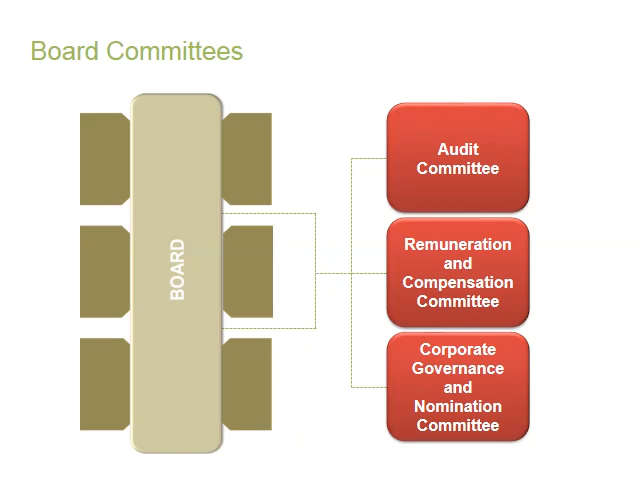 Board Committees
BOARD
Audit
Committee
Remuneration
and
Compensation
Committee
Corporate
Governance
and
Nomination
Committee